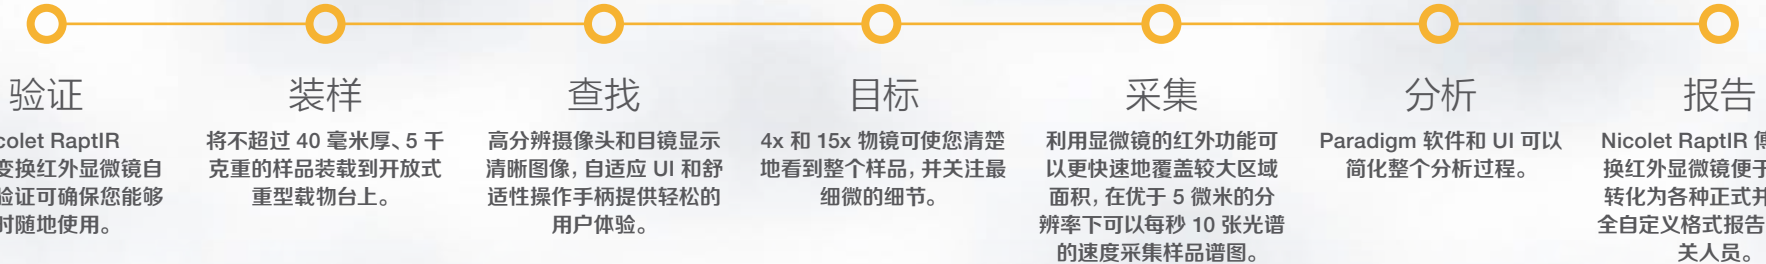 验证
colet RaptIR
变换红外显微镜自
验证可确保您能够
时随地使用。
装样
将不超过 40 毫米厚、5 千
克重的样品装载到开放式
重型载物台上。
查找
高分辨摄像头和目镜显示
清晰图像，自适应 UI 和舒
适性操作手柄提供轻松的
用户体验。
目标
4x 和 15x 物镜可使您清楚
地看到整个样品，并关注最
细微的细节。
采集
利用显微镜的红外功能可
以更快速地覆盖较大区域
面积，在优于 5 微米的分
辨率下可以每秒 10 张光谱
的速度采集样品谱图。
分析
Paradigm 软件和 UI 可以
简化整个分析过程。
报告
Nicolet RaptIR 傅
换红外显微镜便于
转化为各种正式并
全自定义格式报告
关人员。